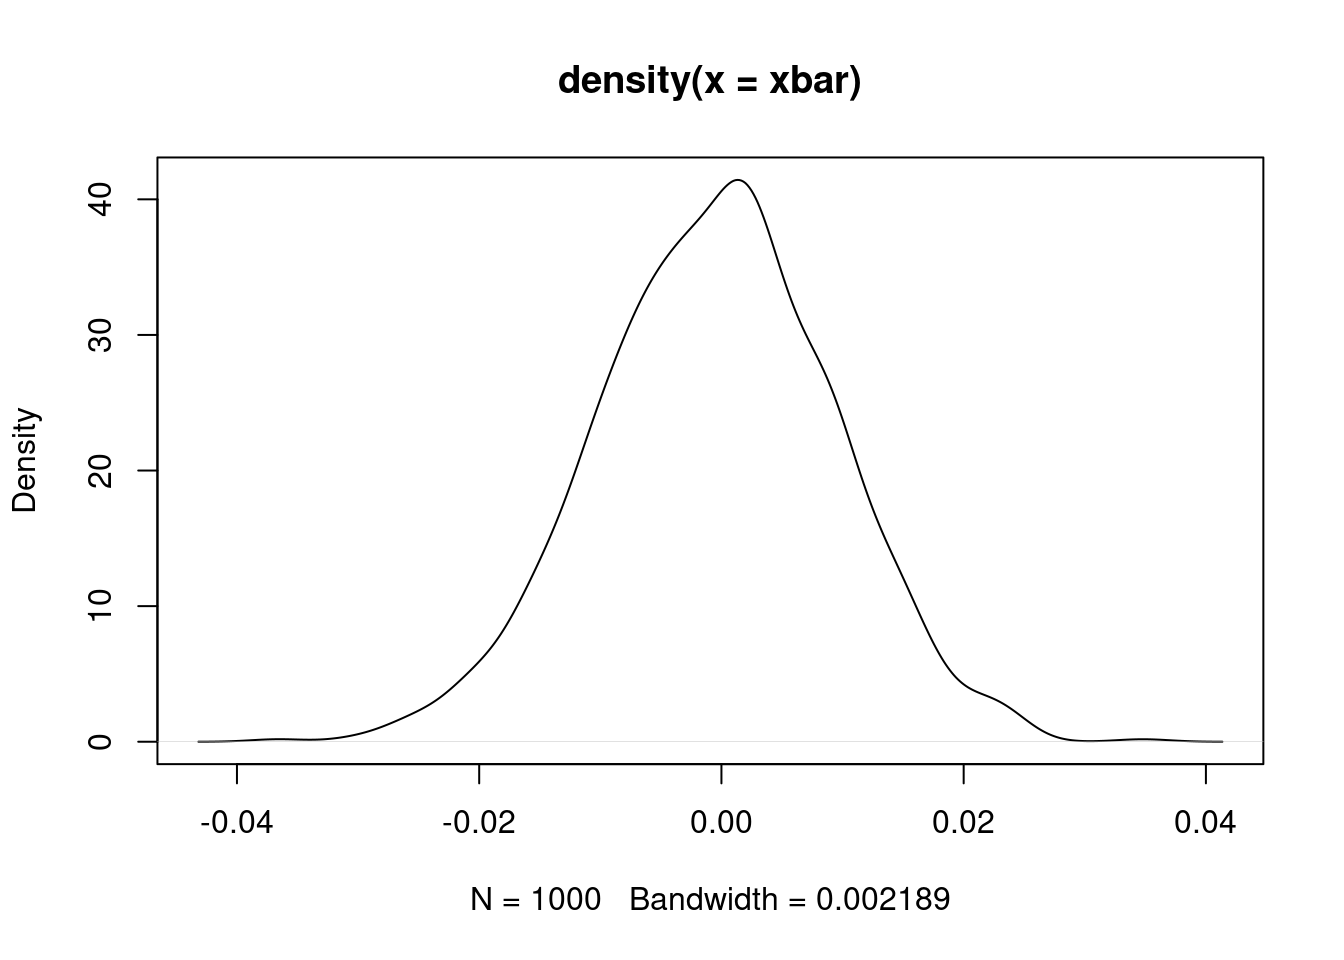 density(x = xbar)
Density
40
30
20
10
0
-0.04 -0.02 0.00 0.02 0.04
N = 1000 Bandwidth = 0.002189